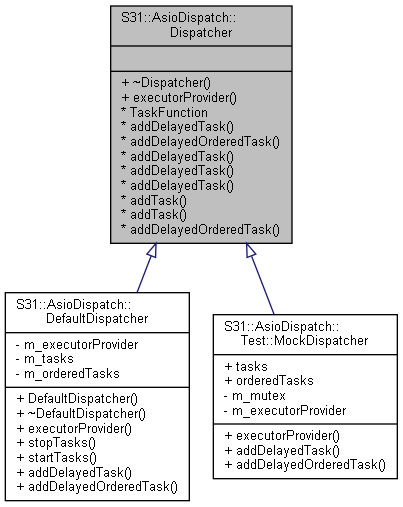 S31::AsioDispatch::
Dispatcher
+ ~Dispatcher()
+ executorProvider()
* TaskFunction
* addDelayedTask()
* addDelayedOrderedTask()
* addDelayedTask()
* addDelayedTask()
* addDelayedTask()
* addTask()
* addTask()
* addDelayedOrderedTask()
S31::AsioDispatch::
DefaultDispatcher
- m_executorProvider
- m_tasks
- m_orderedTasks
+ DefaultDispatcher()
+ ~DefaultDispatcher()
+ executorProvider()
+ stopTasks()
+ startTasks()
+ addDelayedTask()
+ addDelayedOrderedTask()
S31::AsioDispatch::
Test::MockDispatcher
+ tasks
+ orderedTasks
- m_mutex
- m_executorProvider
+ executorProvider()
+ addDelayedTask()
+ addDelayedOrderedTask()